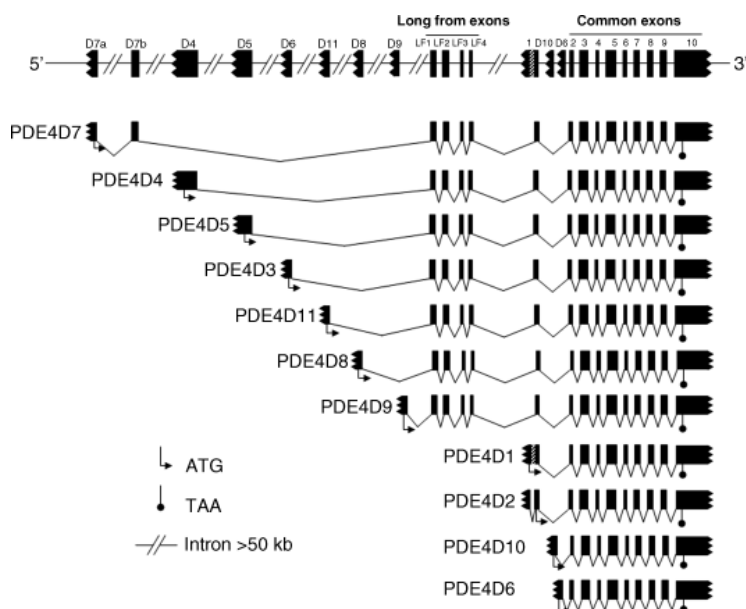 Long from exons Common exons
D7a D7b D4 D5 D6 D11 D8 D9 LF1 LF2 LF3 LF4 1 D10 D6 2 3 4 5 6 7 8 9 10
5' 3'
PDE4D7
PDE4D4
PDE4D5
PDE4D3
PDE4D11
PDE4D8
PDE4D9
PDE4D1
ATG
PDE4D2
TAA
PDE4D10
Intron >50 kb
PDE4D6